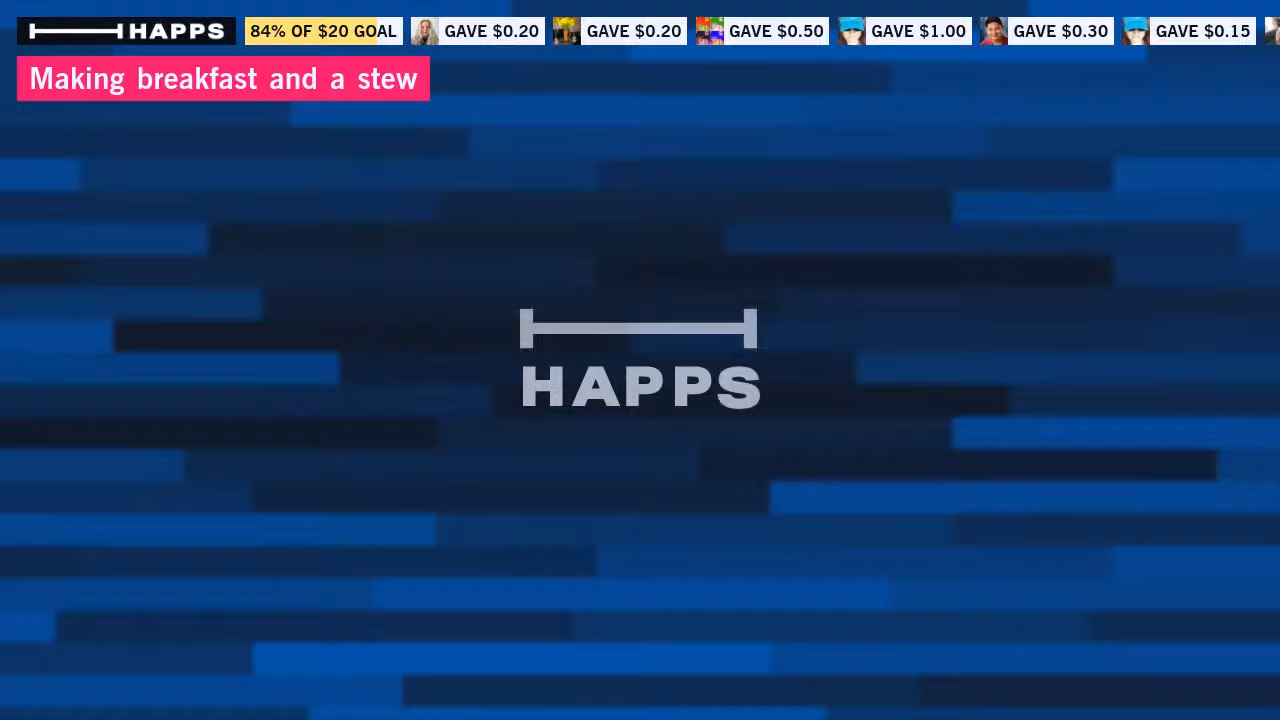 HAPPS 84% OF $20 GOAL GAVE $0.20 GAVE $0.20 GAVE $0.50 GAVE $1.00 GAVE $0.30 GAVE $0.15
Making breakfast and a stew
HAPPS